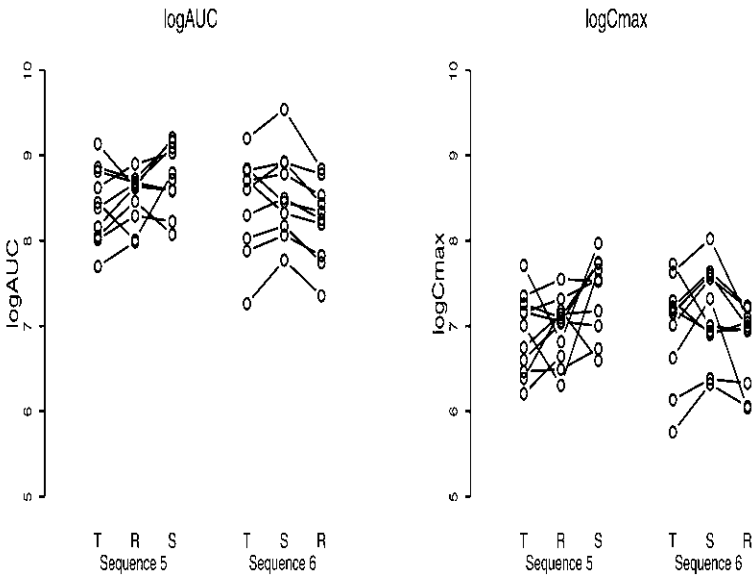 logAUC
logCmax
10
9
8
7
6
5
logAUC
T R S
T S R
Sequence 5
Sequence 6
10
9
8
7
6
5
logCmax
T R S
T S R
Sequence 5
Sequence 6